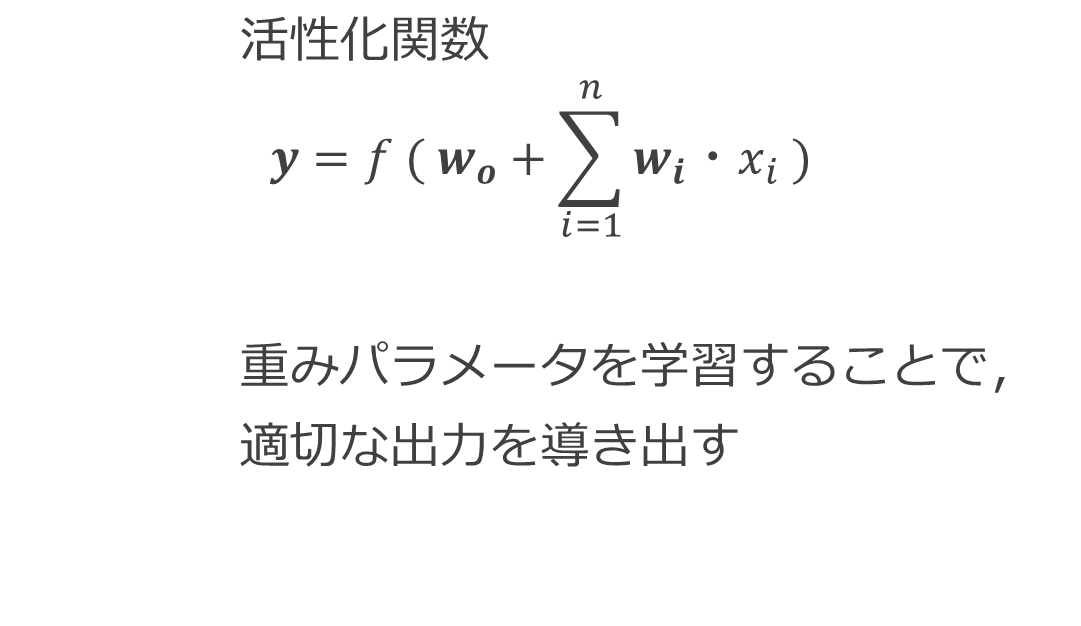 活性化関数
y = f ( w_o + \sum_{i=1}^{n} w_i ・ x_i )
重みパラメータを学習することで,
適切な出力を導き出す